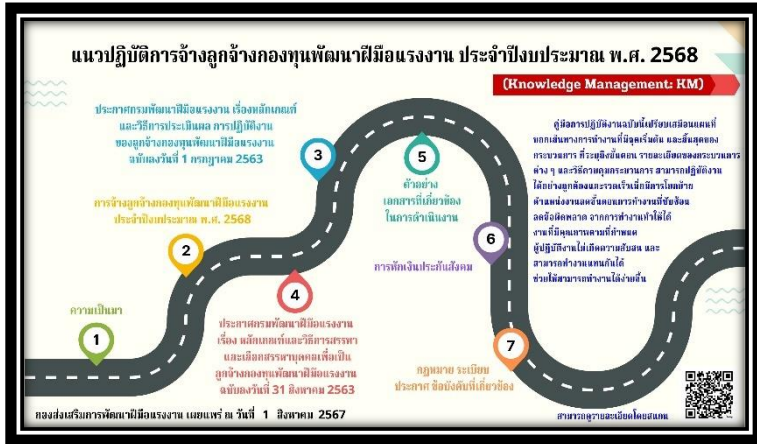 แนวปฏิบัติการจ้างลูกจ้างกองทุนพัฒนาฝีมือแรงงาน ประจำปีงบประมาณ พ.ศ. 2568
(Knowledge Management: KM)
ความเป็นมา
1
การจ้างลูกจ้างกองทุนพัฒนาฝีมือแรงงาน
ประจำปีงบประมาณ พ.ศ. 2568
2
ประกาศกรมพัฒนาฝีมือแรงงาน เรื่องหลักเกณฑ์
และวิธีการประเมินผล การปฏิบัติงาน
ของลูกจ้างกองทุนพัฒนาฝีมือแรงงาน
ฉบับลงวันที่ 1 กรกฎาคม 2563
3
4
ประกาศกรมพัฒนาฝีมือแรงงาน
เรื่อง หลักเกณฑ์และวิธีการสรรหา
และเลือกสรรหาบุคคลเพื่อเป็น
ลูกจ้างกองทุนพัฒนาฝีมือแรงงาน
ฉบับลงวันที่ 31 สิงหาคม 2563
5
ตัวอย่าง
เอกสารที่เกี่ยวข้อง
ในการดำเนินงาน
6
การหักเงินประกันสังคม
7
กฎหมาย ระเบียบ
ประกาศ ข้อบังคับที่เกี่ยวข้อง
คู่มือการปฏิบัติงานฉบับนี้เปรียบเสมือนแผนที่
บอกเส้นทางการทำงานที่มีจุดเริ่มต้น และสิ้นสุดของ
กระบวนการ ที่ระบุถึงขั้นตอน รายละเอียดของกระบวนการ
ต่าง ๆ และวิธีควบคุมกระบวนการ สามารถปฏิบัติงาน
ได้อย่างถูกต้องและรวดเร็วเมื่อมีการโยกย้าย
ตำแหน่งงานลดขั้นตอนการทำงานที่ซับซ้อน
ลดข้อผิดพลาด จากการทำงานทำให้ได้
งานที่มีคุณภาพตามที่กำหนด
ผู้ปฏิบัติงานไม่เกิดความสับสน และ
สามารถทำงานแทนกันได้
ช่วยให้สามารถทำงานได้ง่ายขึ้น
กองส่งเสริมการพัฒนาฝีมือแรงงาน เผยแพร่ ณ วันที่ 1 สิงหาคม 2567
สามารถดูรายละเอียดโดยสแกน